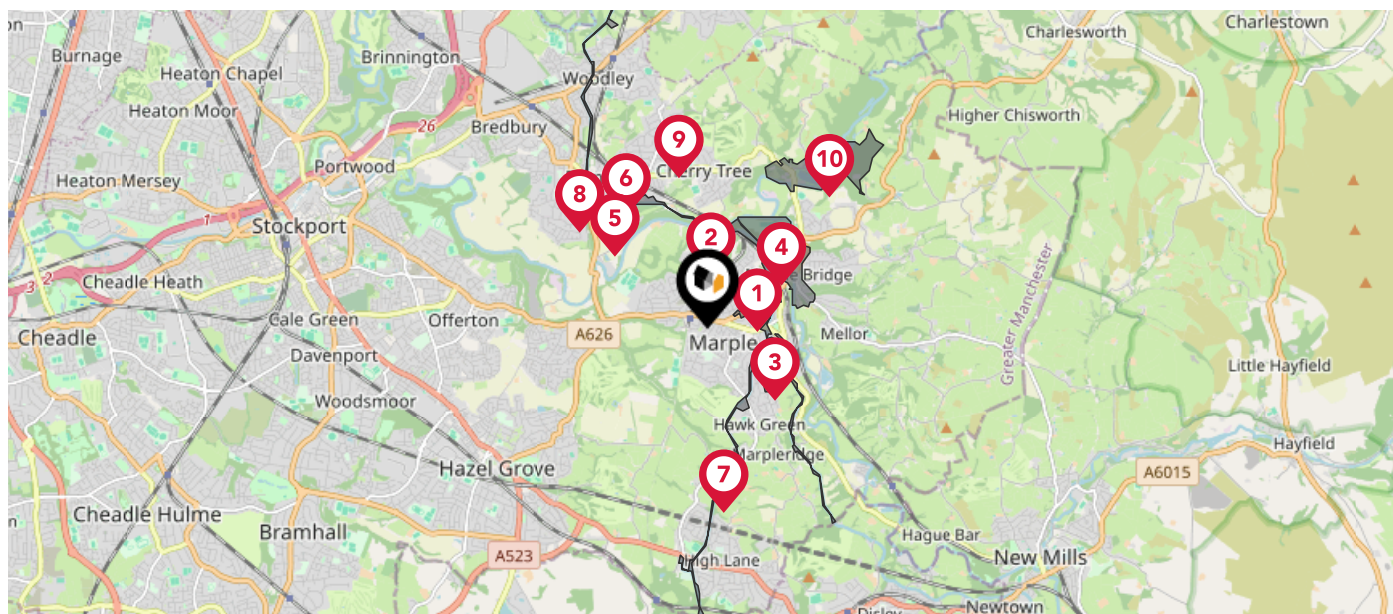 Charlestown
on
Charlesworth
Burnage
Brinnington
Heaton Chapel
Woodley
Heaton Moor
Higher Chisworth
26
Bredbury
9
10
Portwood
Cherry Tree
Heaton Mersey
6
8
5
1
Stockport
2
4
Bridge
3
2
Cheadle Heath
1
Cale Green
Offerton
A626
Mellor
Cheadle
Marple
Greater Manchester
Davenport
3
Little Hayfield
Woodsmoor
Hawk Green
Hayfield
Marpleridge
Hazel Grove
7
A6015
Cheadle Hulme
Bramhall
Hague Bar
A523
High Lane
New Mills
Newtown
Disley